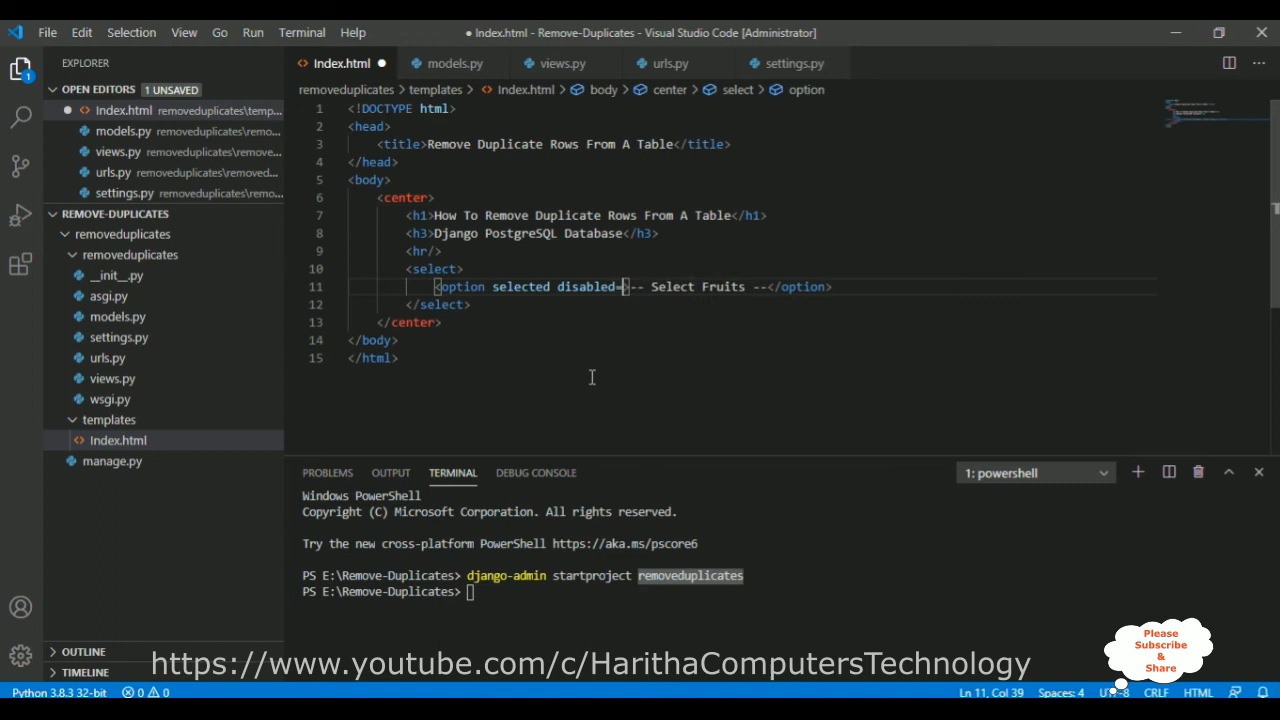 File Edit Selection View Go Run Terminal Help
● Index.html - Remove-Duplicates - Visual Studio Code [Administrator]
EXPLORER
Index.html ● models.py views.py urls.py settings.py
OPEN EDITORS 1 UNSAVED
removeduplicates > templates > Index.html > body > center > select > option
● Index.html removeduplicates\temp...
models.py removeduplicates\remo...
views.py removeduplicates\remove...
urls.py removeduplicates\removed...
settings.py removeduplicates\remo...
REMOVE-DUPLICATES
removeduplicates
removeduplicates
__init__.py
asgi.py
models.py
settings.py
urls.py
views.py
wsgi.py
templates
Index.html
manage.py
OUTLINE
TIMELINE
1 <!DOCTYPE html>
2 <head>
3 <title>Remove Duplicate Rows From A Table</title>
4 </head>
5 <body>
6 <center>
7 <h1>How To Remove Duplicate Rows From A Table</h1>
8 <h3>Django PostgreSQL Database</h3>
9 <hr/>
10 <select>
11 <option selected disabled=>-- Select Fruits --</option>
12 </select>
13 </center>
14 </body>
15 </html>
PROBLEMS OUTPUT TERMINAL DEBUG CONSOLE
1: powershell
Windows PowerShell
Copyright (C) Microsoft Corporation. All rights reserved.
Try the new cross-platform PowerShell https://aka.ms/pscore6
PS E:\Remove-Duplicates> django-admin startproject removeduplicates
PS E:\Remove-Duplicates>
https://www.youtube.com/c/HarithaComputersTechnology
Please
Subscribe
&
Share
Python 3.8.3 32-bit 0 0 Ln 11, Col 39 Spaces: 4 UTF-8 CRLF HTML